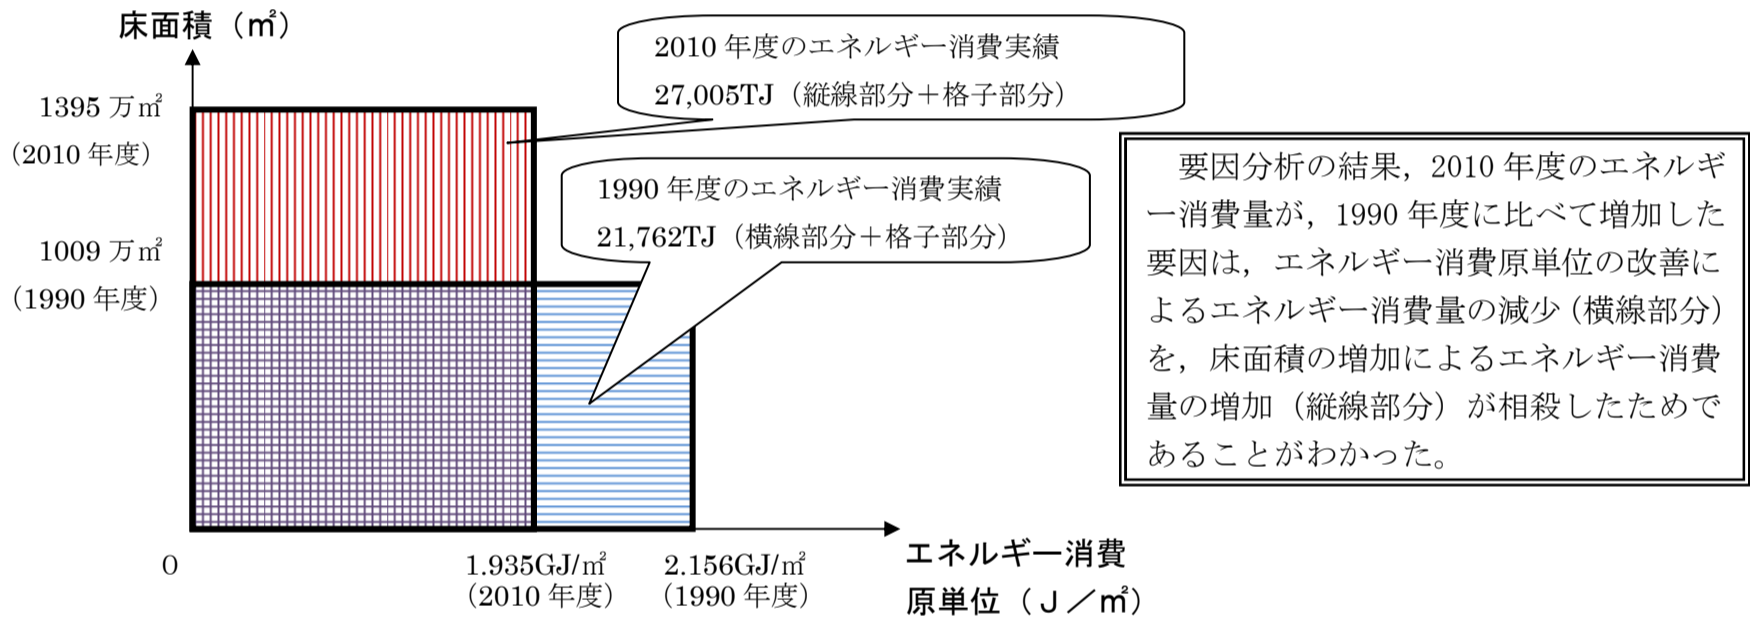 床面積（㎡）
1395 万㎡
（2010 年度）
1009 万㎡
（1990 年度）
2010 年度のエネルギー消費実績
27,005TJ（縦線部分＋格子部分）
1990 年度のエネルギー消費実績
21,762TJ（横線部分＋格子部分）
0
1.935GJ/㎡
（2010 年度）
2.156GJ/㎡
（1990 年度）
エネルギー消費
原単位（Ｊ／㎡）
要因分析の結果，2010 年度のエネルギ
ー消費量が，1990 年度に比べて増加した
要因は，エネルギー消費原単位の改善に
よるエネルギー消費量の減少（横線部分）
を，床面積の増加によるエネルギー消費
量の増加（縦線部分）が相殺したためで
あることがわかった。